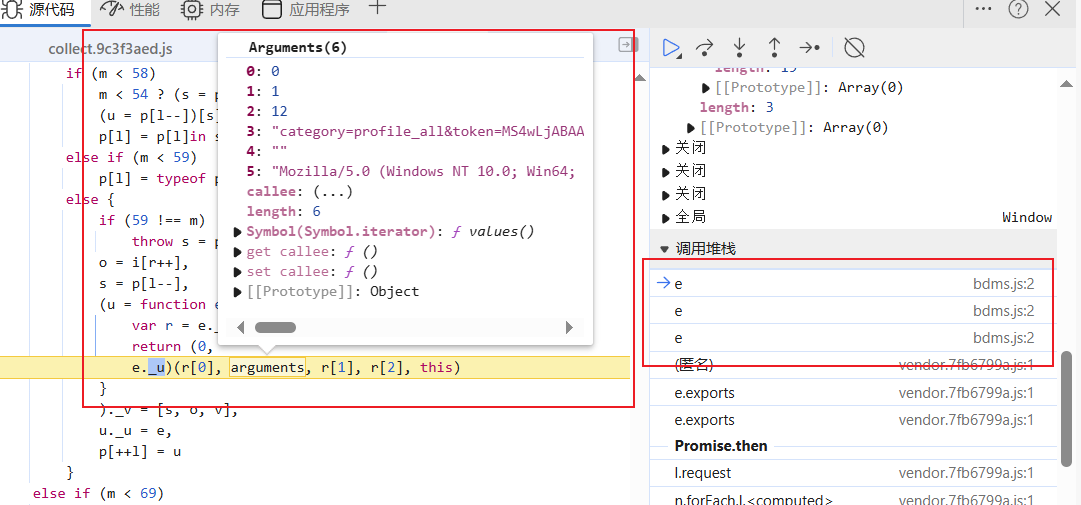 源代码
性能
内存
应用程序
collect.9c3f3aed.js
Arguments(6)
0: 0
1: 1
2: 12
3: "category=profile_all&token=MS4wLjABAA
4: ""
5: "Mozilla/5.0 (Windows NT 10.0; Win64;
callee: (...)
length: 6
Symbol(Symbol.iterator): ƒ values()
get callee: ƒ ()
set callee: ƒ ()
[[Prototype]]: Object
if (m < 58)
m < 54 ? (s = p
(u = p[l--])[s]
p[l] = p[l]in s
else if (m < 59)
p[l] = typeof p
else {
if (59 !== m)
throw s = p
o = i[r++],
s = p[l--],
(u = function e
var r = e._
return (0,
e._u)(r[0], arguments, r[1], r[2], this)
}
)._v = [s, o, v],
u._u = e,
p[++l] = u
}
else if (m < 69)
length: 19
[[Prototype]]: Array(0)
length: 3
[[Prototype]]: Array(0)
关闭
关闭
关闭
全局 Window
调用堆栈
e bdms.js:2
e bdms.js:2
e bdms.js:2
(匿名) vendor.7fb6799a.js:1
e.exports vendor.7fb6799a.js:1
e.exports vendor.7fb6799a.js:1
Promise.then
l.request vendor.7fb6799a.js:1
n.forEach.l.<computed> vendor.7fb6799a.js:1